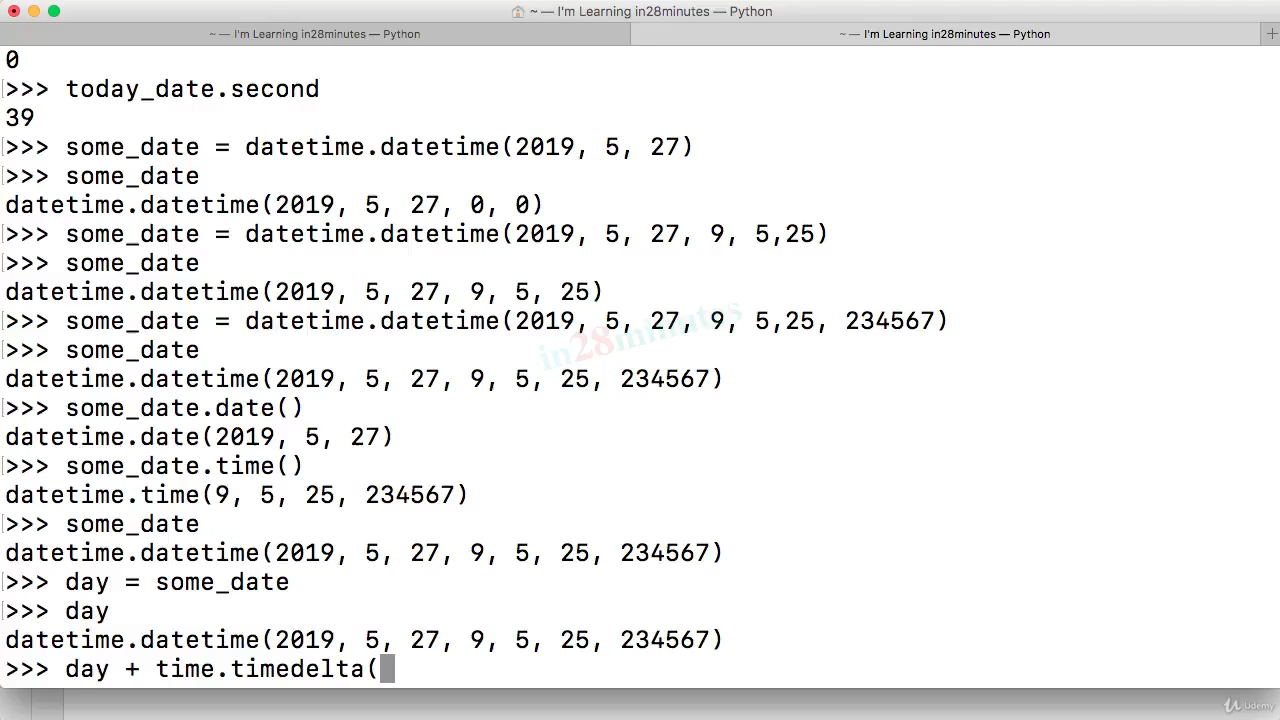 ~ — I'm Learning in28minutes — Python
~ — I'm Learning in28minutes — Python ~ — I'm Learning in28minutes — Python +
0
>>> today_date.second
39
>>> some_date = datetime.datetime(2019, 5, 27)
>>> some_date
datetime.datetime(2019, 5, 27, 0, 0)
>>> some_date = datetime.datetime(2019, 5, 27, 9, 5,25)
>>> some_date
datetime.datetime(2019, 5, 27, 9, 5, 25)
>>> some_date = datetime.datetime(2019, 5, 27, 9, 5,25, 234567)
>>> some_date
datetime.datetime(2019, 5, 27, 9, 5, 25, 234567)
>>> some_date.date()
datetime.date(2019, 5, 27)
>>> some_date.time()
datetime.time(9, 5, 25, 234567)
>>> some_date
datetime.datetime(2019, 5, 27, 9, 5, 25, 234567)
>>> day = some_date
>>> day
datetime.datetime(2019, 5, 27, 9, 5, 25, 234567)
>>> day + time.timedelta(
in28minutes
Udemy